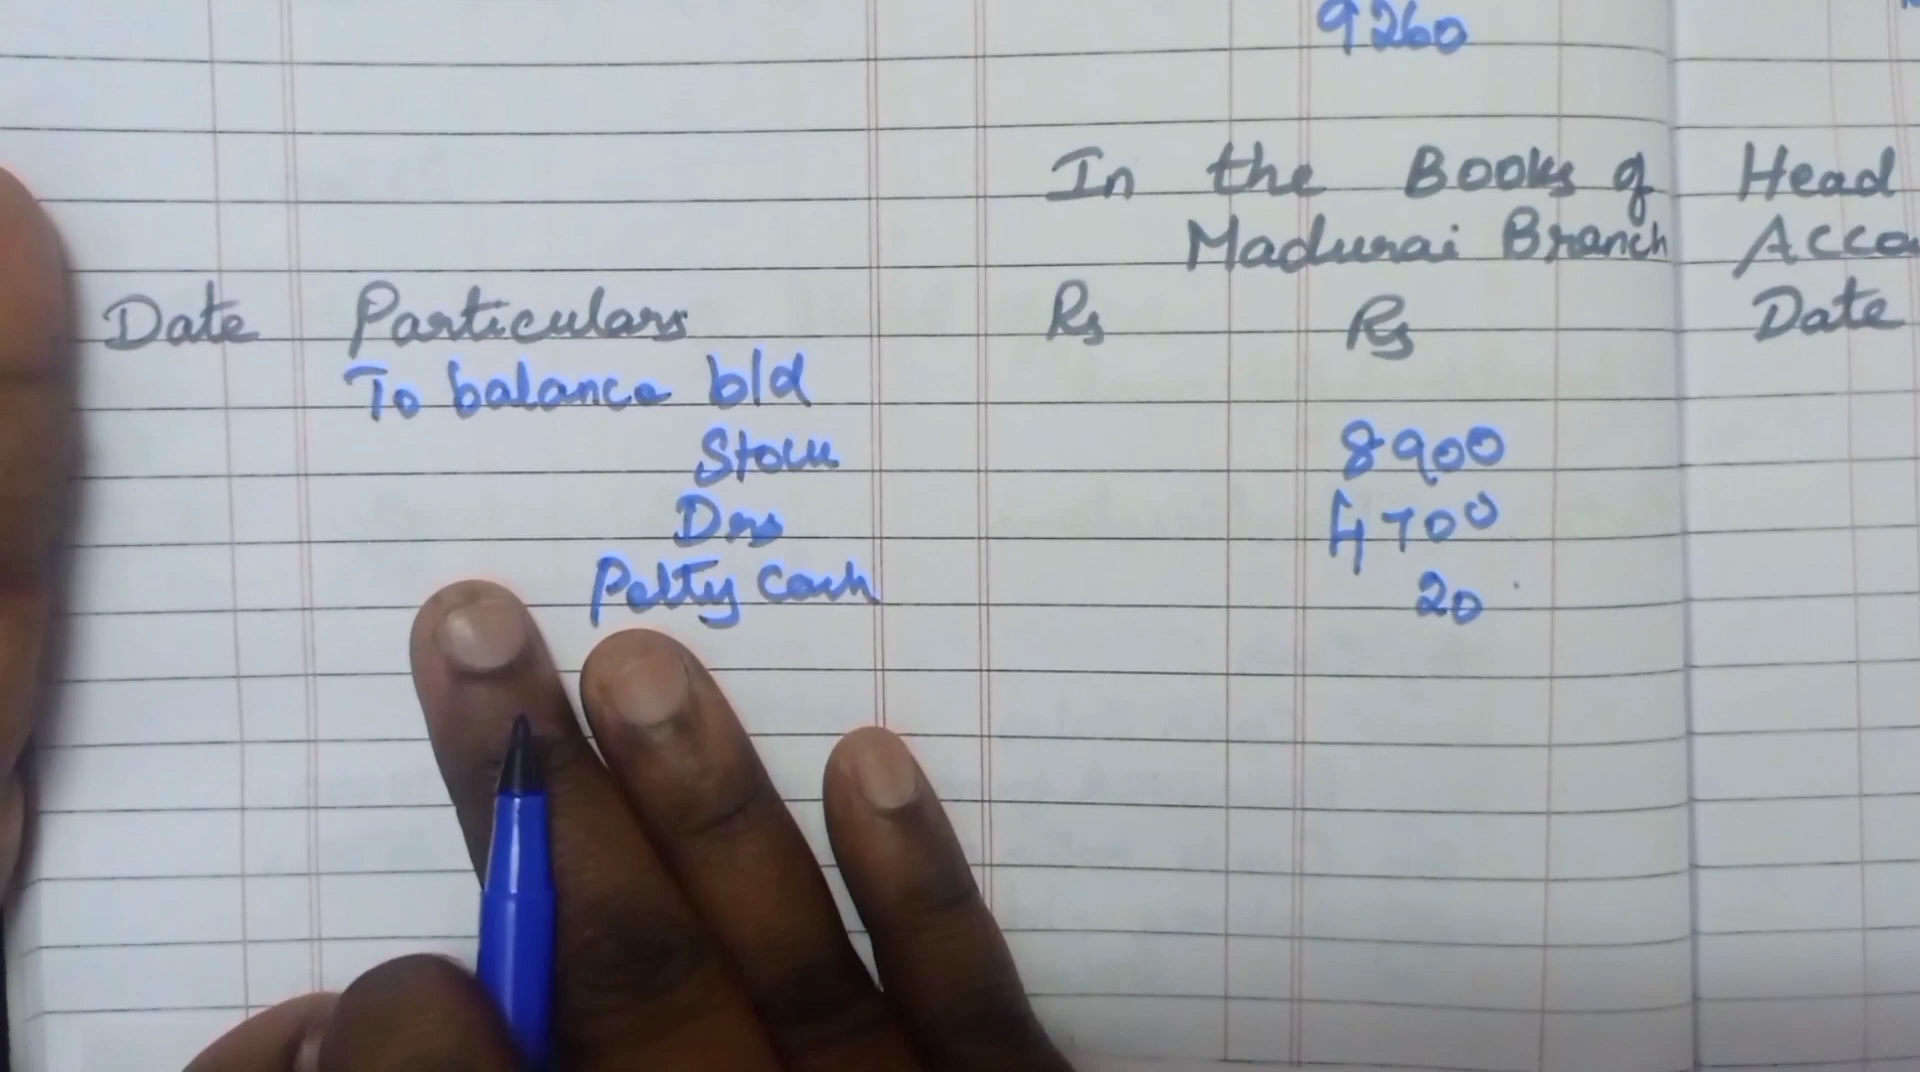 9260
In the Books of Head
Madurai Branch
Date Particulars Rs Rs Date
To balance b/d
Stock 8900
Drs 4700
Petty Cash 20